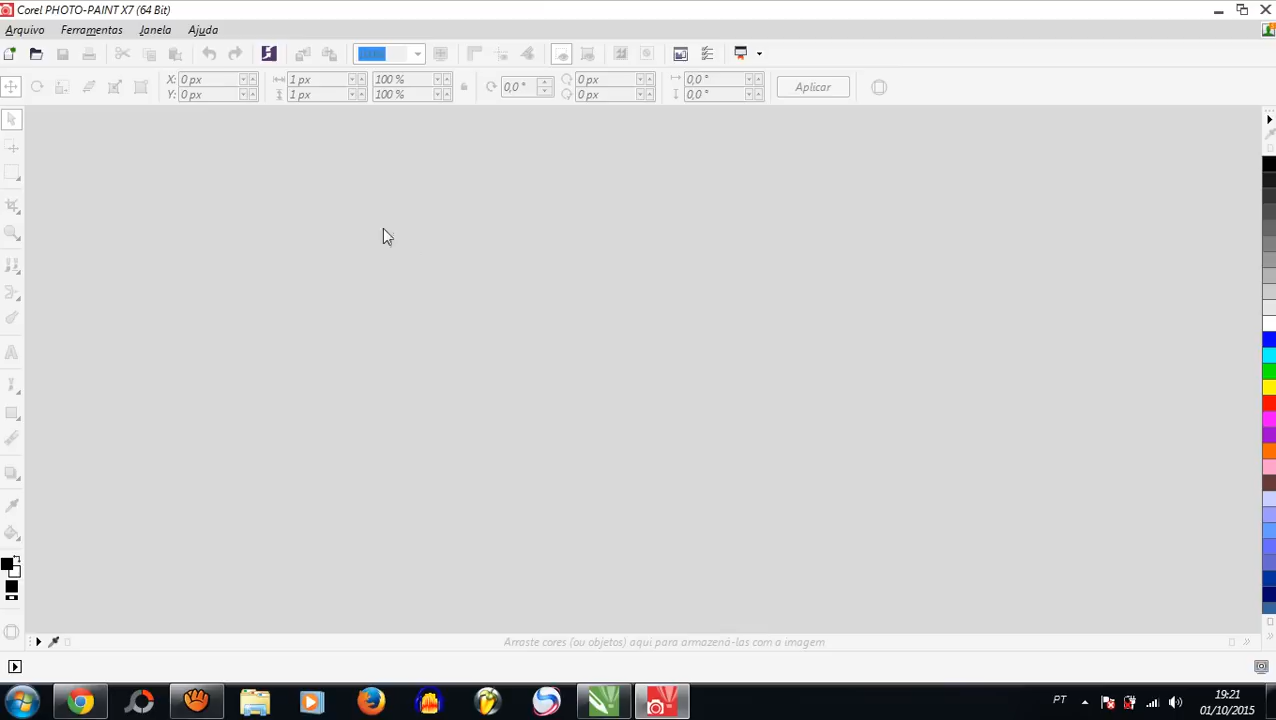 Corel PHOTO-PAINT X7 (64 Bit)
Arquivo Ferramentas Janela Ajuda
X: 0 px 1 px 100 % 0,0 ° 0 px 0,0 ° Aplicar
Y: 0 px 1 px 100 % 0 px 0,0 °
Arraste cores (ou objetos) aqui para armazená-las com a imagem
PT 19:21
01/10/2015